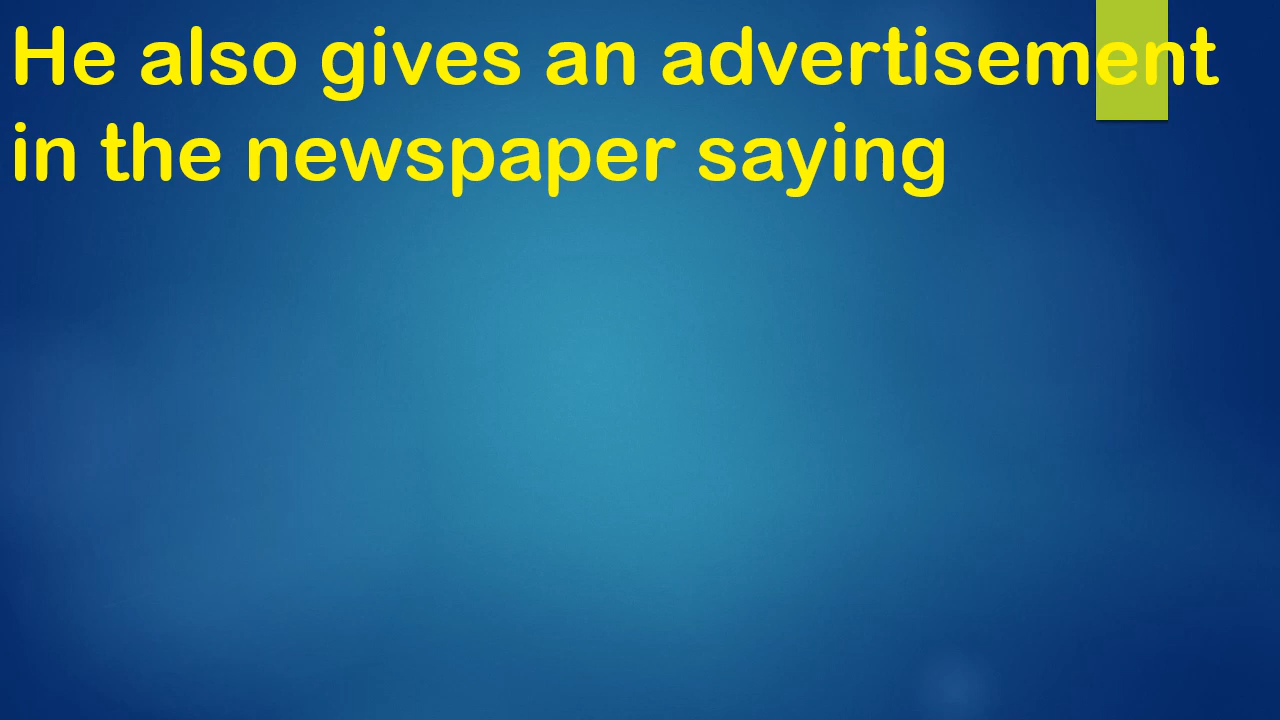 He also gives an advertisement
in the newspaper saying